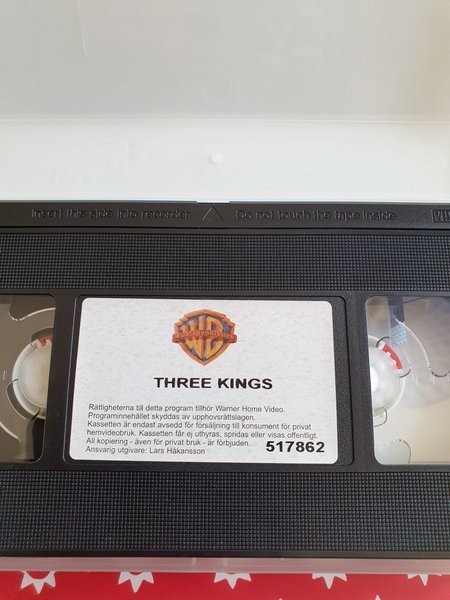 Insert this side into recorder Do not touch the tape inside
THREE KINGS
Rättigheterna till detta program tillhör Warner Home Video.
Programinnehållet skyddas av upphovsrättslagen.
Kassetten är endast avsedd för försäljning till konsument för privat
hemvideobruk. Kassetten får ej uthyras, spridas eller visas offentligt.
All kopiering - även för privat bruk - är förbjuden.
Ansvarig utgivare: Lars Håkansson 517862